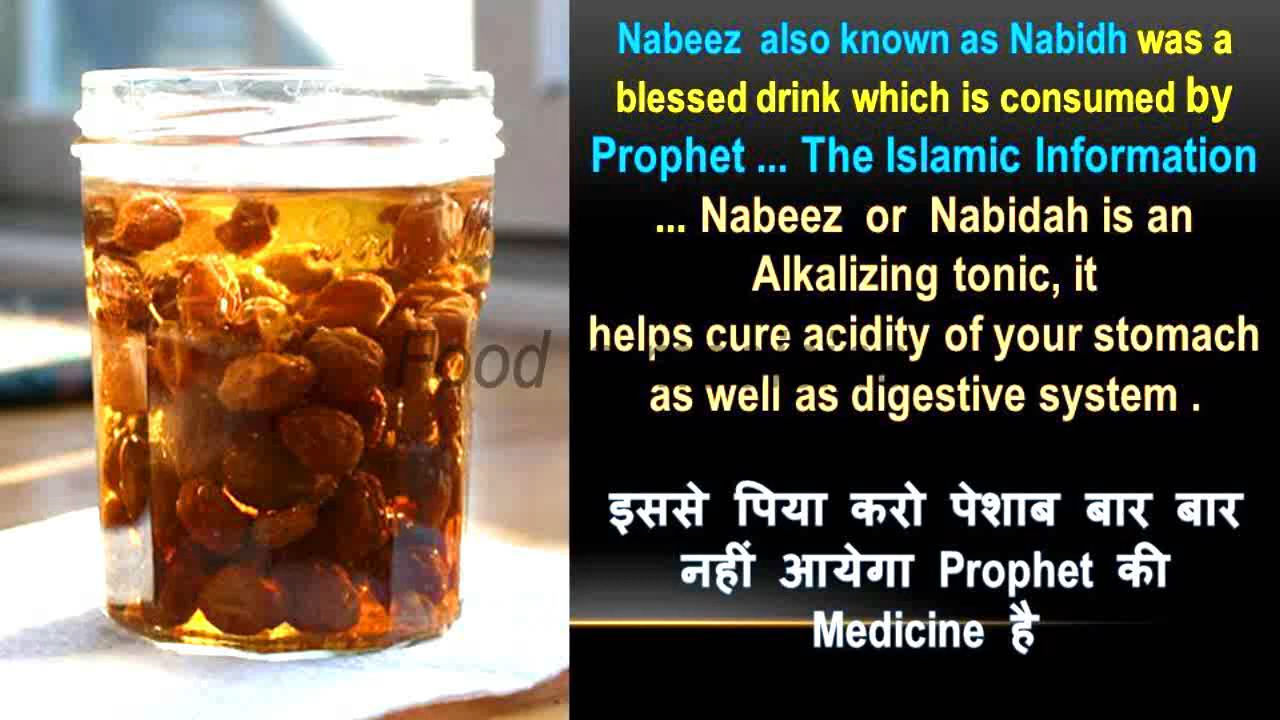 Nabeez also known as Nabidh was a
blessed drink which is consumed by
Prophet ... The Islamic Information
... Nabeez or Nabidah is an
Alkalizing tonic, it
helps cure acidity of your stomach
as well as digestive system .
Food
इससे पिया करो पेशाब बार बार
नहीं आयेगा Prophet की
Medicine है